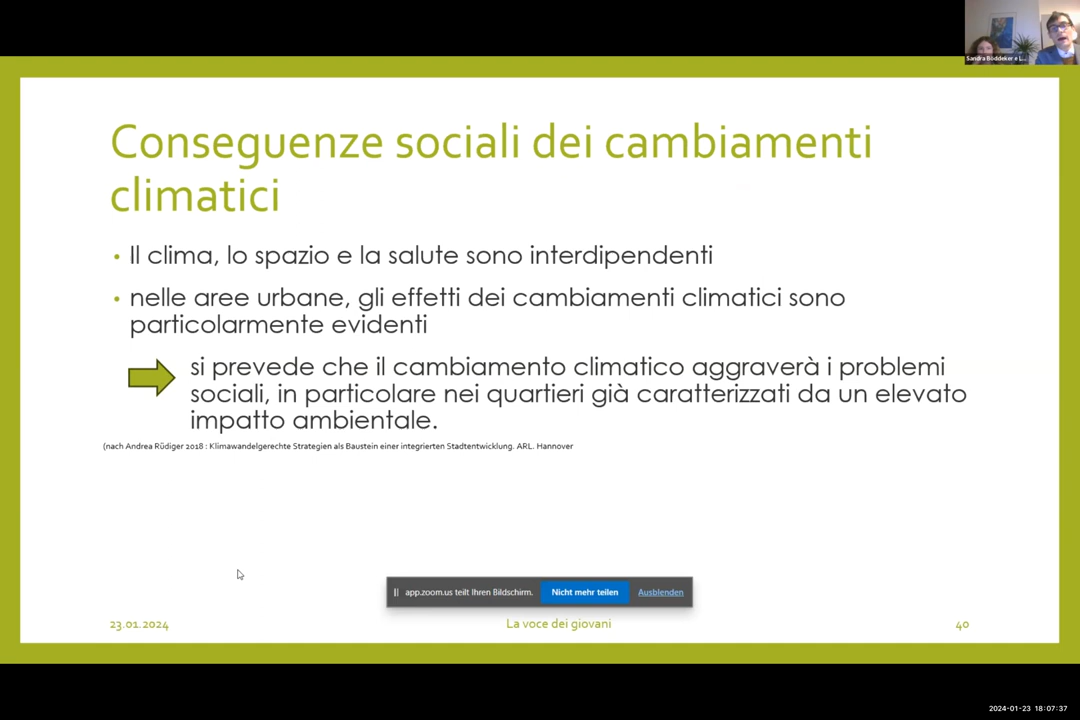 Sandra Böddeker e L...
Conseguenze sociali dei cambiamenti
climatici
• Il clima, lo spazio e la salute sono interdipendenti
• nelle aree urbane, gli effetti dei cambiamenti climatici sono
particolarmente evidenti
si prevede che il cambiamento climatico aggraverà i problemi
sociali, in particolare nei quartieri già caratterizzati da un elevato
impatto ambientale.
(nach Andrea Rüdiger 2018 : Klimawandelgerechte Strategien als Baustein einer integrierten Stadtentwicklung. ARL. Hannover
app.zoom.us teilt Ihren Bildschirm. Nicht mehr teilen Ausblenden
23.01.2024 La voce dei giovani 40
2024-01-23 18:07:37